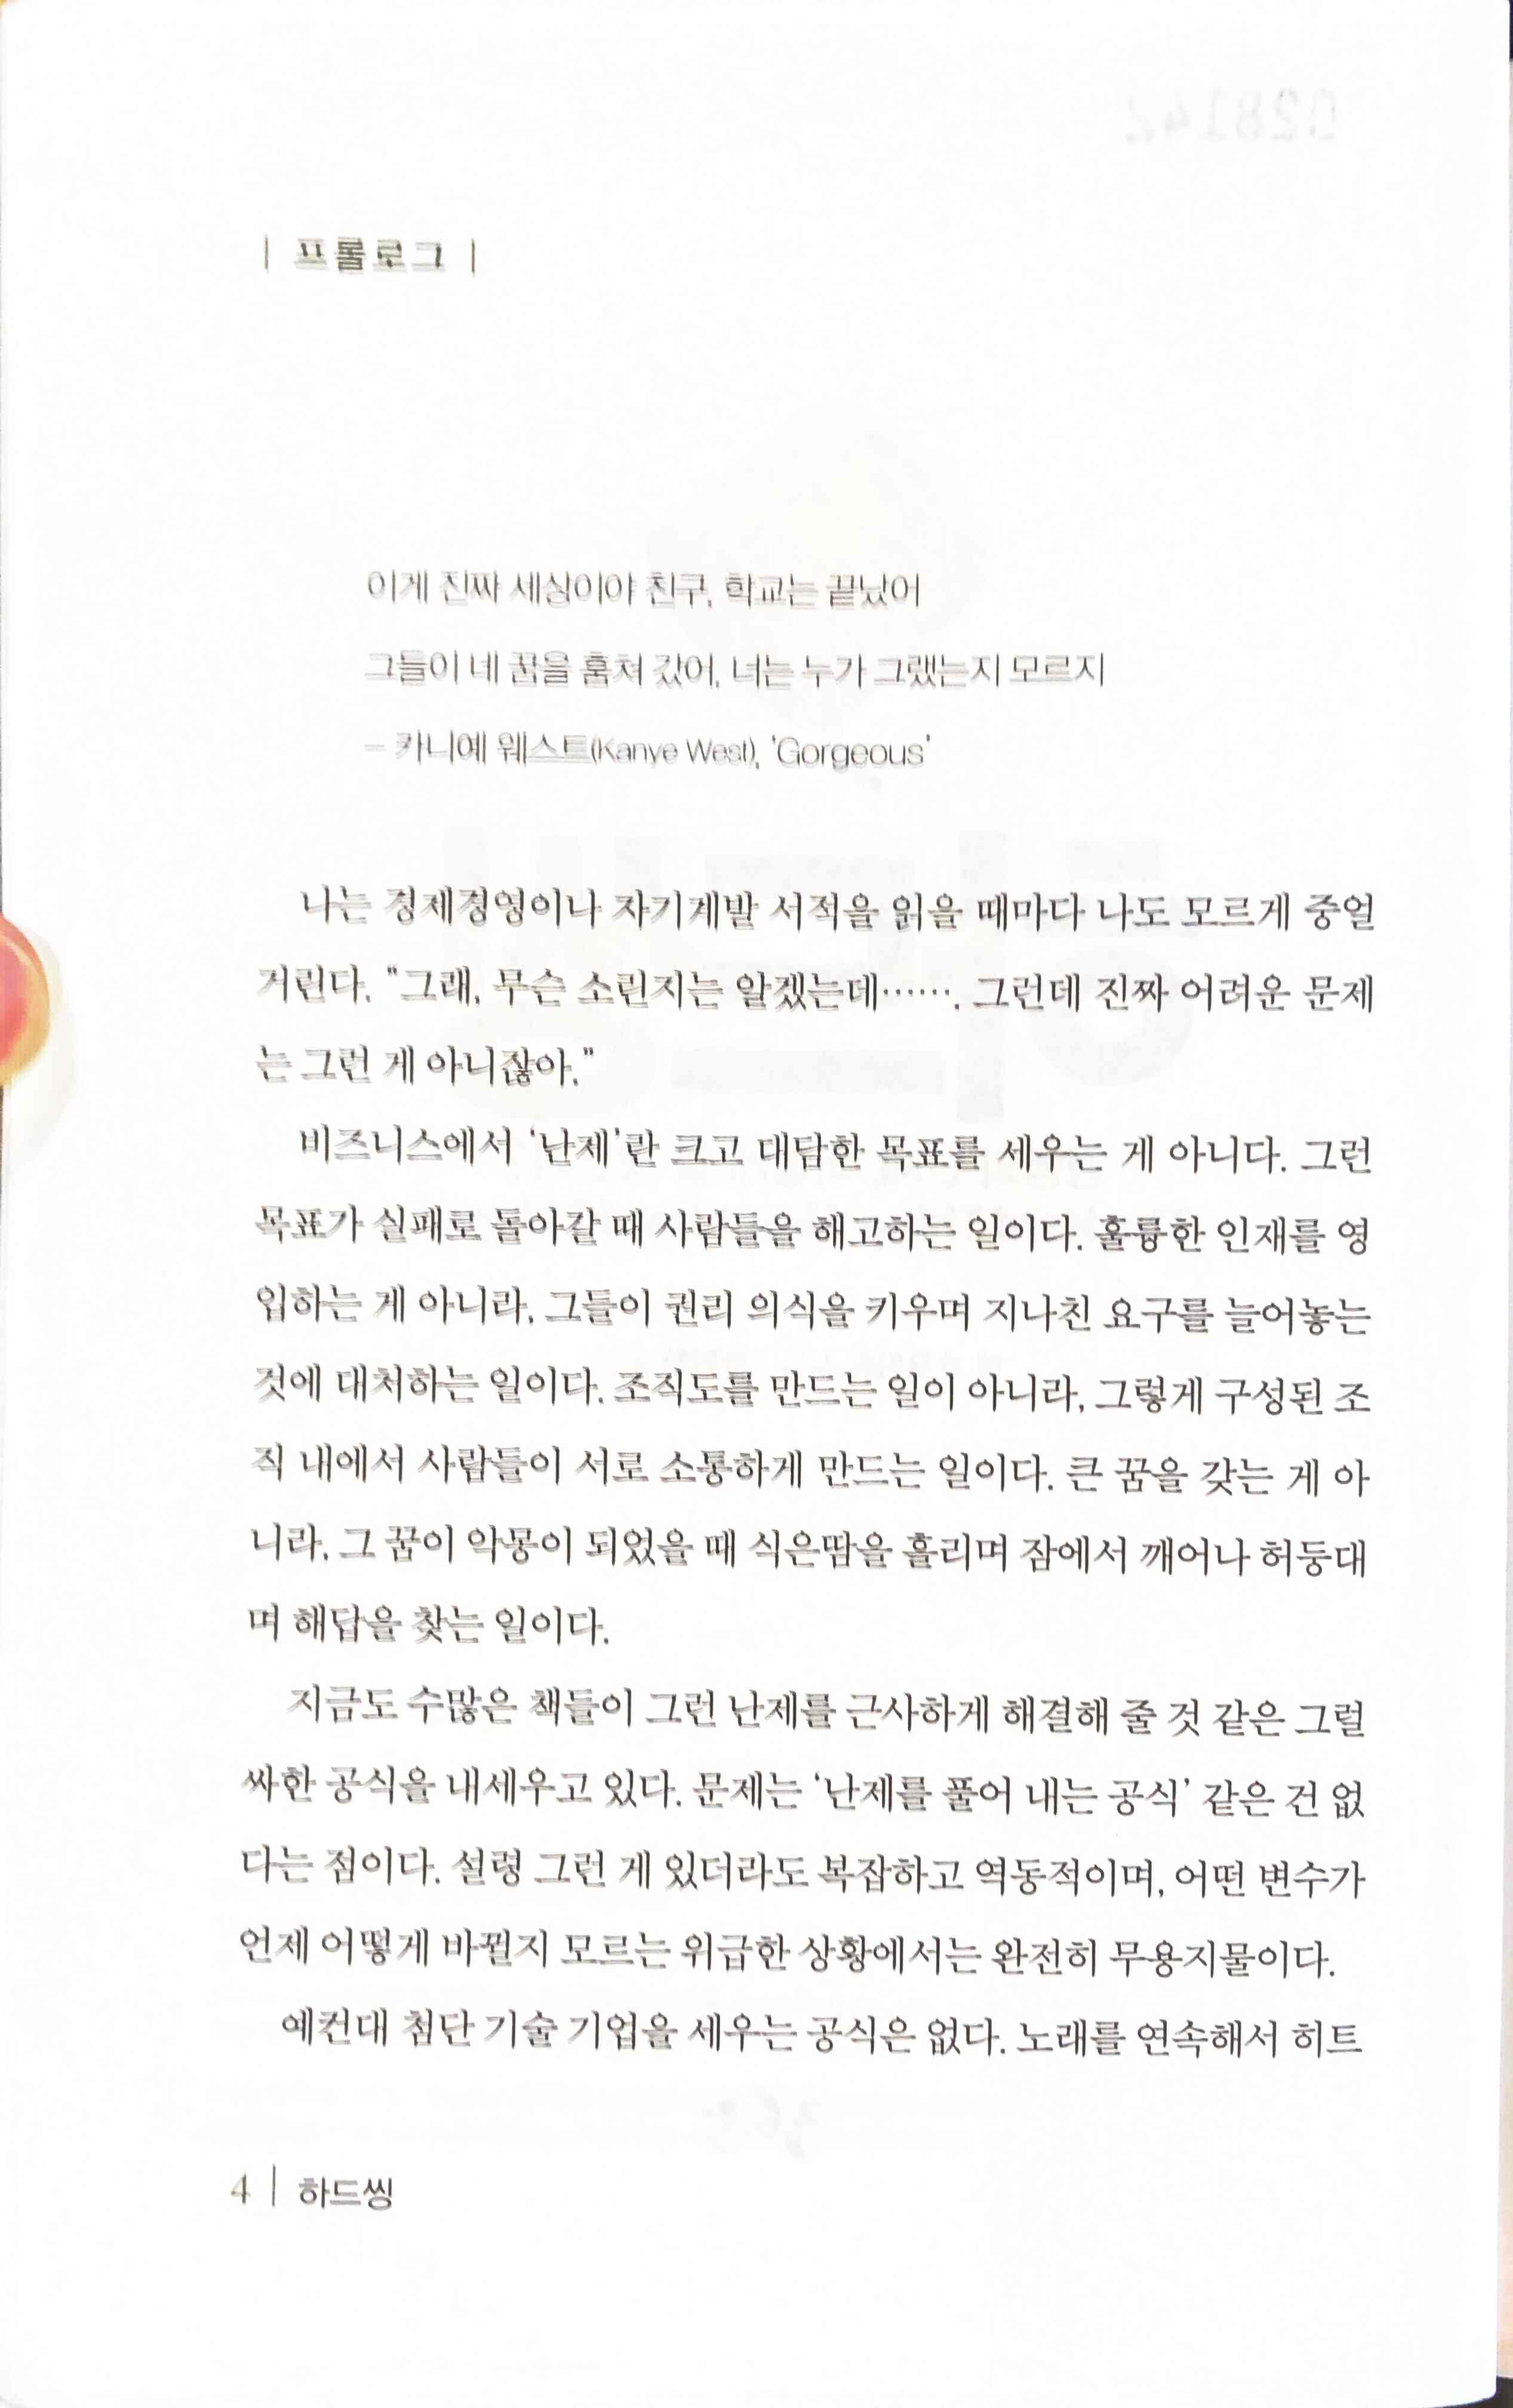 | 프롤로그 |
이게 진짜 세상이야 친구, 학교는 끝났어
그들이 네 꿈을 훔쳐 갔어, 너는 누가 그랬는지 모르지
– 카니예 웨스트(Kanye West), 'Gorgeous'
나는 경제경영이나 자기계발 서적을 읽을 때마다 나도 모르게 중얼
거린다. "그래, 무슨 소린지는 알겠는데……. 그런데 진짜 어려운 문제
는 그런 게 아니잖아."
비즈니스에서 '난제'란 크고 대담한 목표를 세우는 게 아니다. 그런
목표가 실패로 돌아갈 때 사람들을 해고하는 일이다. 훌륭한 인재를 영
입하는 게 아니라, 그들이 권리 의식을 키우며 지나친 요구를 늘어놓는
것에 대처하는 일이다. 조직도를 만드는 일이 아니라, 그렇게 구성된 조
직 내에서 사람들이 서로 소통하게 만드는 일이다. 큰 꿈을 갖는 게 아
니라, 그 꿈이 악몽이 되었을 때 식은땀을 흘리며 잠에서 깨어나 허둥대
며 해답을 찾는 일이다.
지금도 수많은 책들이 그런 난제를 근사하게 해결해 줄 것 같은 그럴
싸한 공식을 내세우고 있다. 문제는 '난제를 풀어 내는 공식' 같은 건 없
다는 점이다. 설령 그런 게 있더라도 복잡하고 역동적이며, 어떤 변수가
언제 어떻게 바뀔지 모르는 위급한 상황에서는 완전히 무용지물이다.
예컨대 첨단 기술 기업을 세우는 공식은 없다. 노래를 연속해서 히트
4 | 하드씽